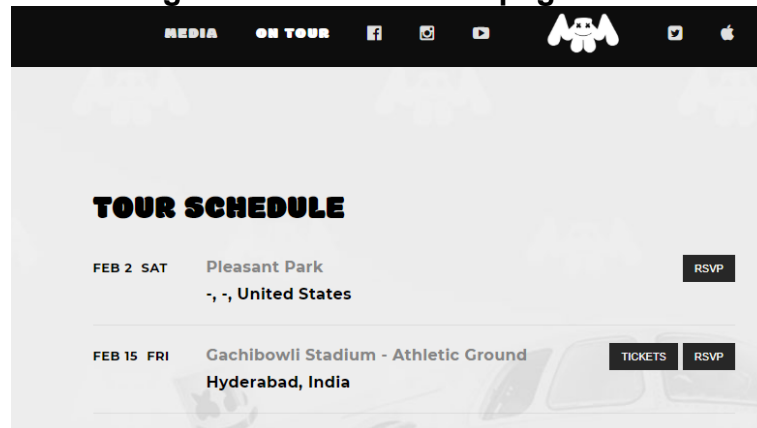 MEDIA ON TOUR
TOUR SCHEDULE
FEB 2 SAT Pleasant Park RSVP
-, -, United States
FEB 15 FRI Gachibowli Stadium - Athletic Ground TICKETS RSVP
Hyderabad, India